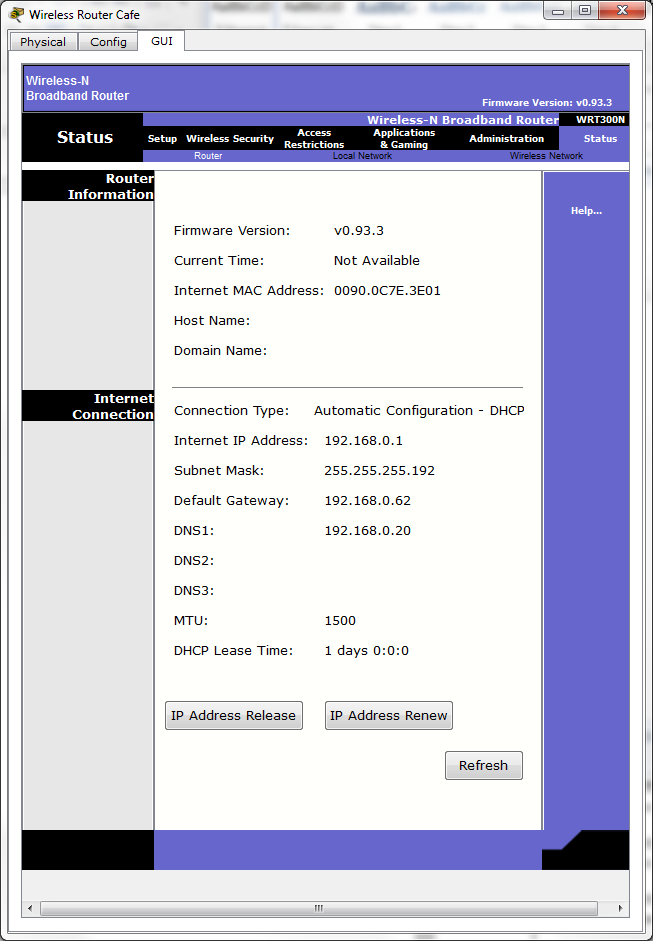 Wireless Router Cafe
Physical Config GUI
Wireless-N
Broadband Router
Firmware Version: v0.93.3
Wireless-N Broadband Router WRT300N
Status
Setup Wireless Security Access Restrictions Applications & Gaming Administration Status
Router Local Network Wireless Network
Router
Information
Help...
Firmware Version: v0.93.3
Current Time: Not Available
Internet MAC Address: 0090.0C7E.3E01
Host Name:
Domain Name:
Internet
Connection
Connection Type: Automatic Configuration - DHCP
Internet IP Address: 192.168.0.1
Subnet Mask: 255.255.255.192
Default Gateway: 192.168.0.62
DNS1: 192.168.0.20
DNS2:
DNS3:
MTU: 1500
DHCP Lease Time: 1 days 0:0:0
IP Address Release IP Address Renew
Refresh